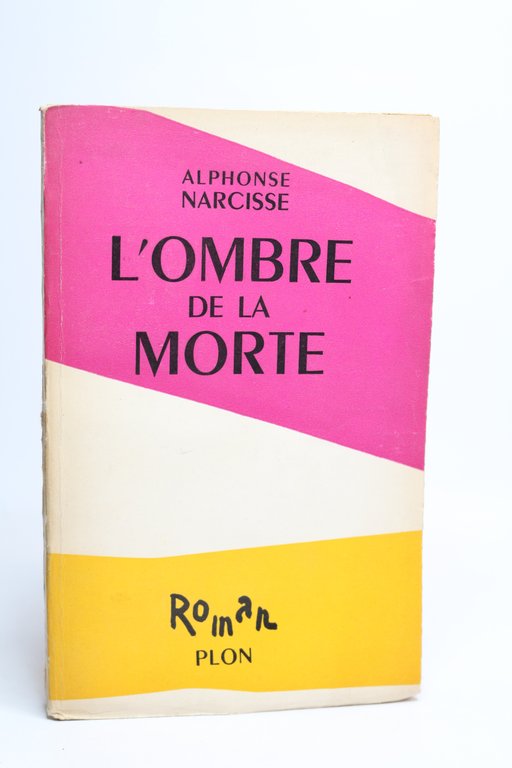 ALPHONSE
NARCISSE
L'OMBRE
DE LA
MORTE
Roman
PLON